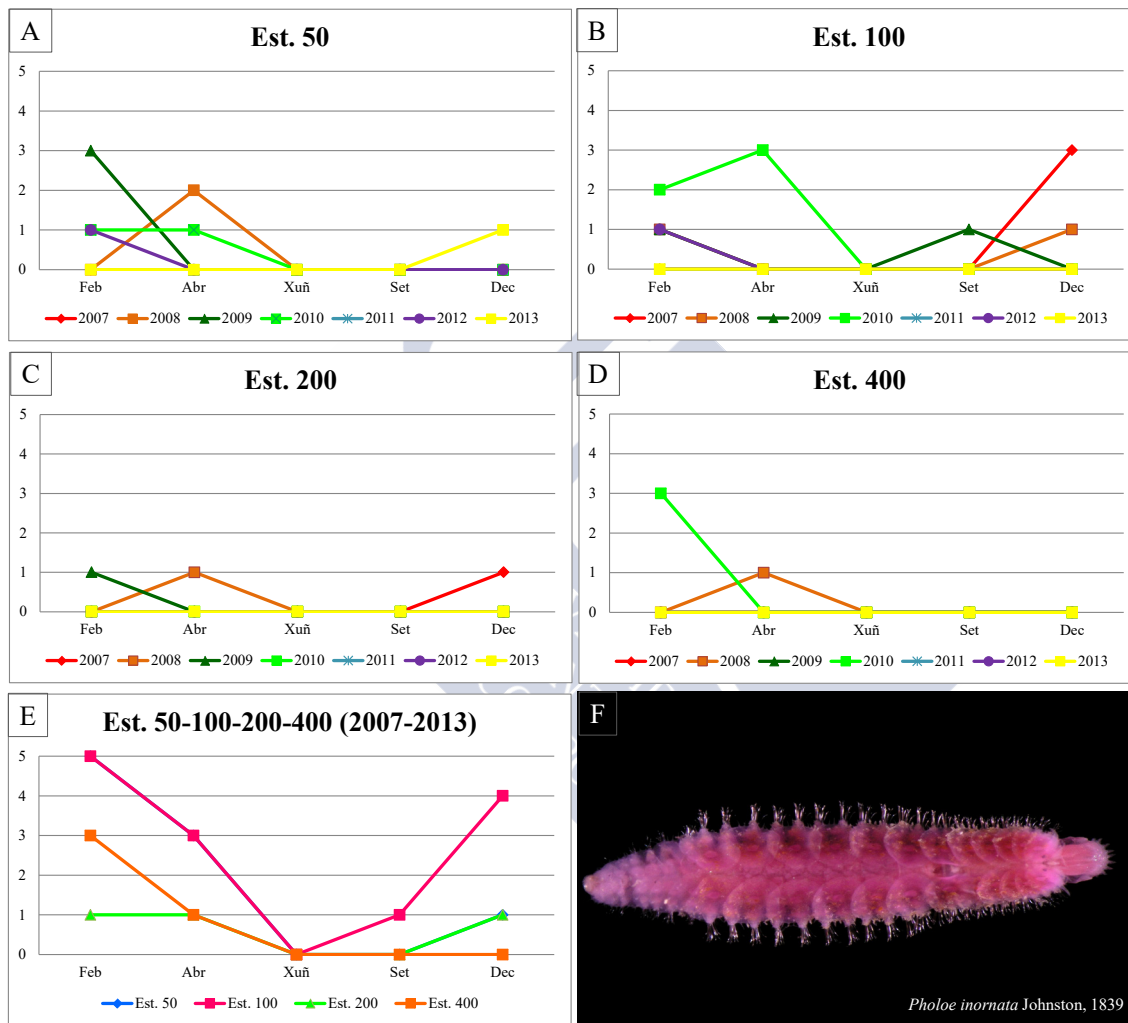 A
Est. 50
5
4
3
2
1
0
Feb Abr Xuñ Set Dec
2007 2008 2009 2010 2011 2012 2013
B
Est. 100
5
4
3
2
1
0
Feb Abr Xuñ Set Dec
2007 2008 2009 2010 2011 2012 2013
C
Est. 200
5
4
3
2
1
0
Feb Abr Xuñ Set Dec
2007 2008 2009 2010 2011 2012 2013
D
Est. 400
5
4
3
2
1
0
Feb Abr Xuñ Set Dec
2007 2008 2009 2010 2011 2012 2013
E
Est. 50-100-200-400 (2007-2013)
5
4
3
2
1
0
Feb Abr Xuñ Set Dec
Est. 50 Est. 100 Est. 200 Est. 400
F
Pholoe inornata Johnston, 1839